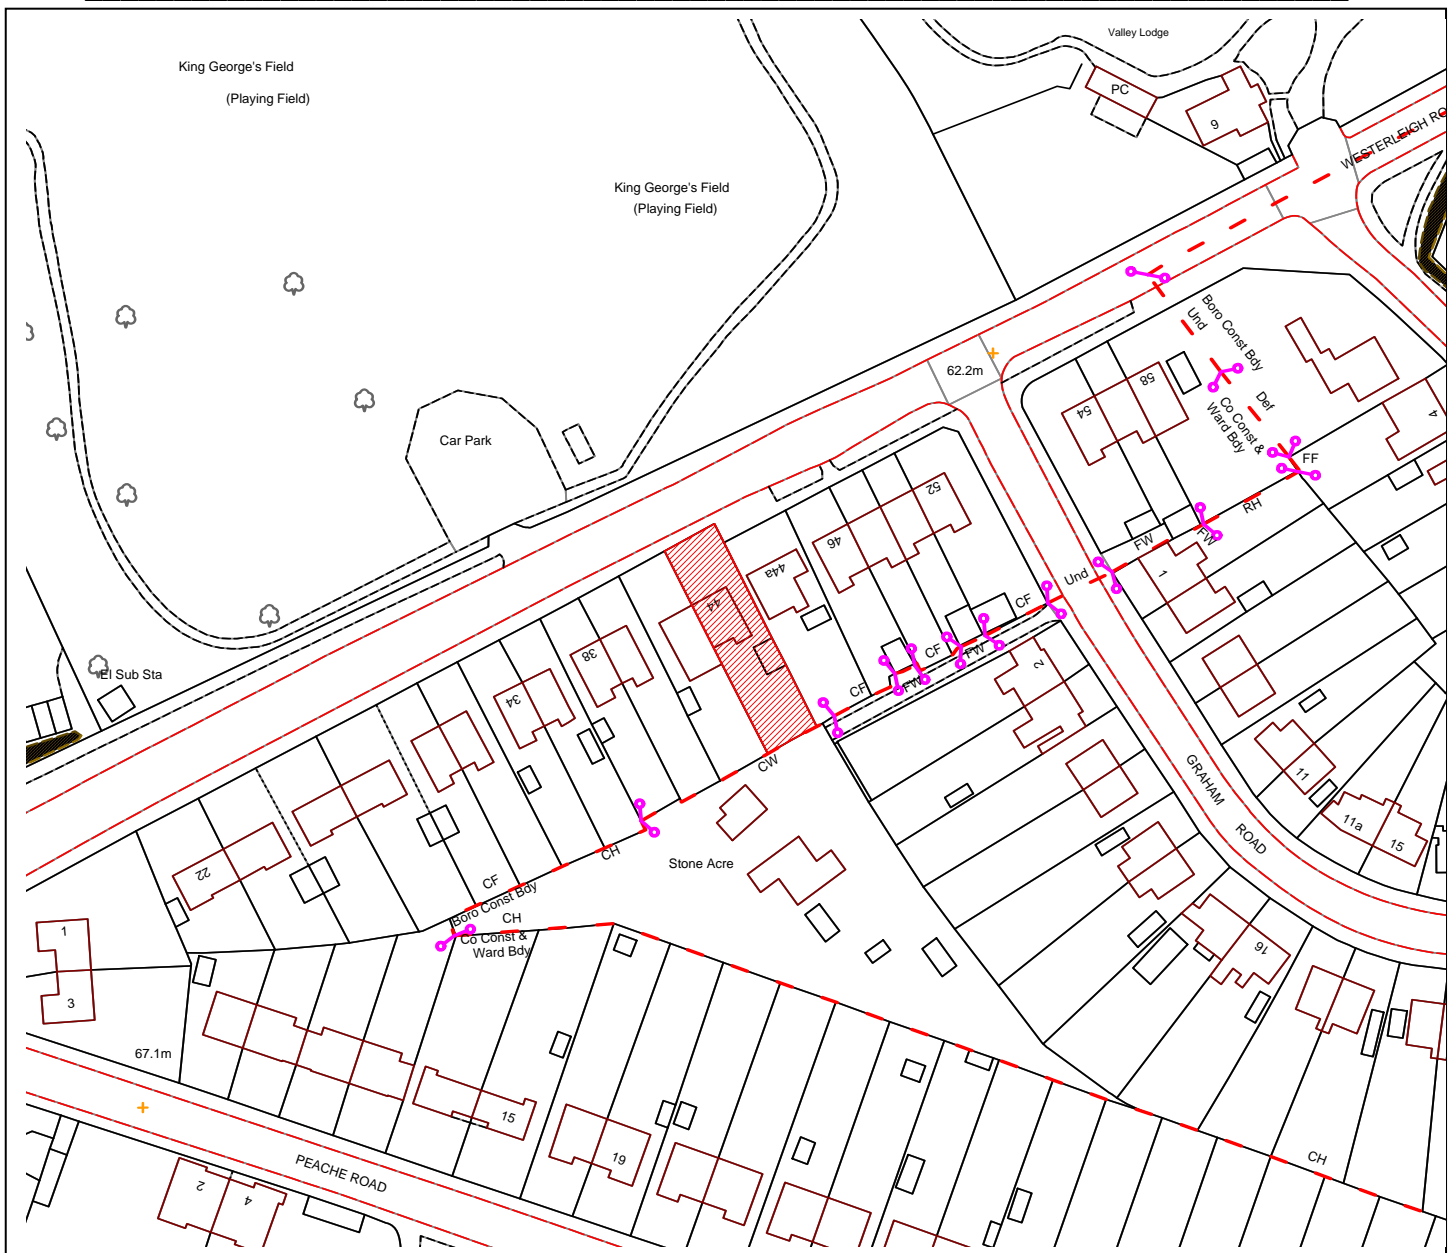 Valley Lodge
King George's Field
(Playing Field)
PC
9
WESTERLEIGH RO
King George's Field
(Playing Field)
Boro Const Bdy
Und
62.2m
58
54
Def
Co Const &
Ward Bdy
4
Car Park
FF
52
46
RH
FW
FW
44a
Und
1
44
CF
CF
FW
2
CF
FW
38
El Sub Sta
34
CW
GRAHAM
ROAD
11
11a
15
22
CH
Stone Acre
CF
Boro Const Bdy
CH
Co Const &
Ward Bdy
1
3
16
67.1m
15
19
PEACHE ROAD
CH
2
4